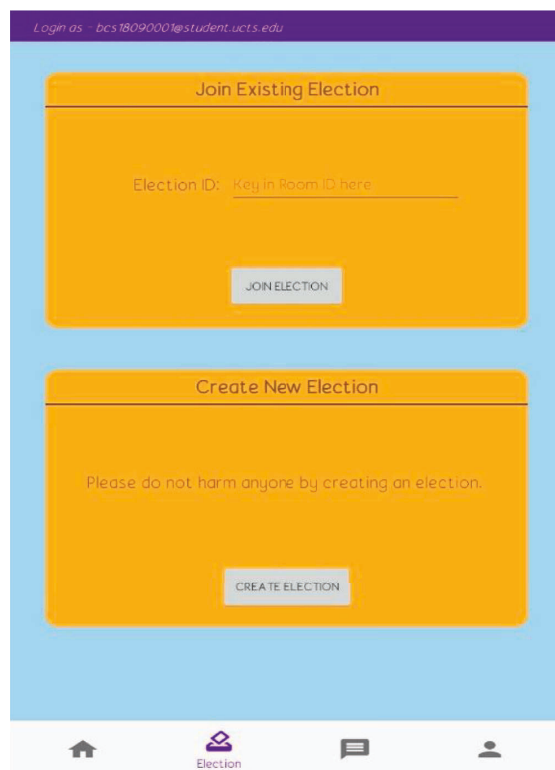 Login as - bcs18090001@student.ucts.edu
Join Existing Election
Election ID: Key in Room ID here
JOIN ELECTION
Create New Election
Please do not harm anyone by creating an election.
CREATE ELECTION
Election